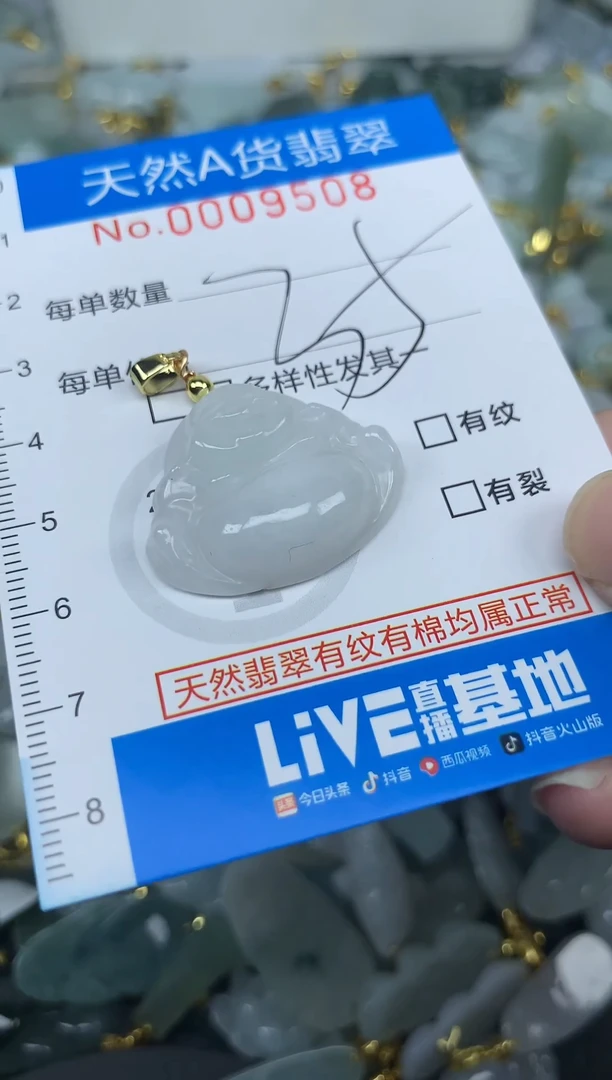 天然A货翡翠
No.0009508
每单数量
每单
多样性发其一
有纹
有裂
天然翡翠有纹有棉均属正常
LiVE直播基地
头条 今日头条 抖音 西瓜视频 抖音火山版
1
2
3
4
5
6
7
8